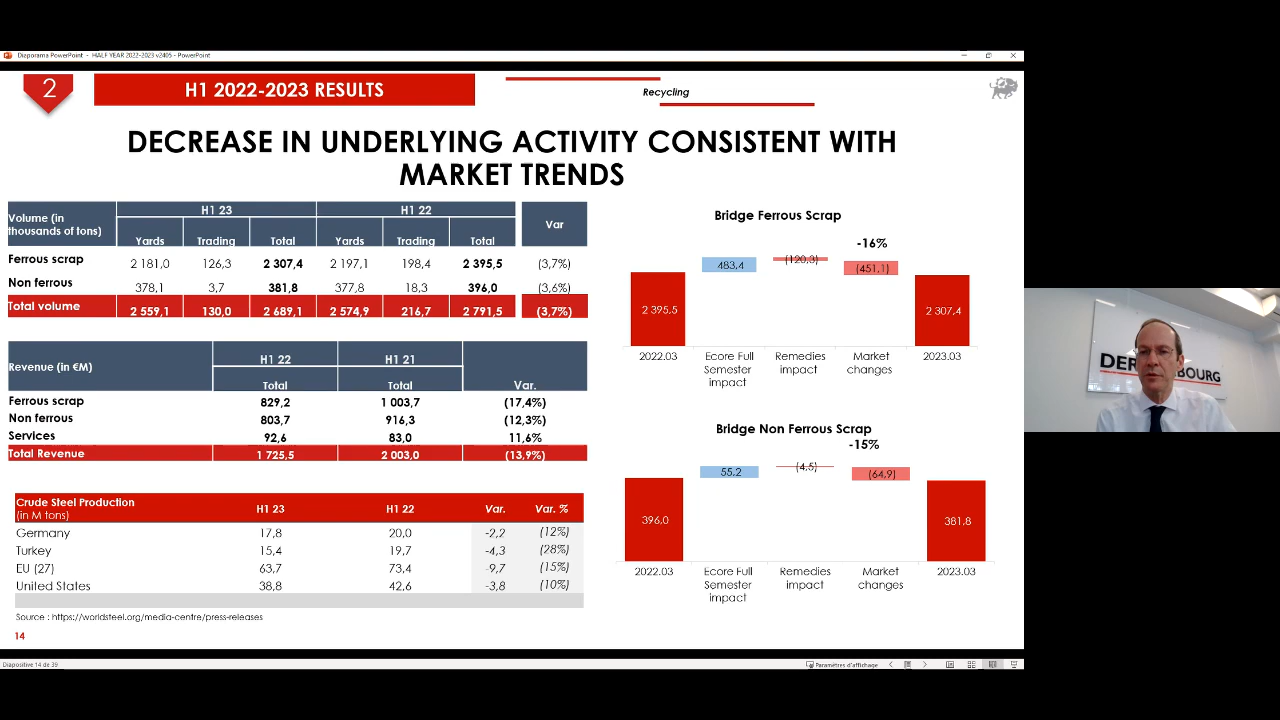 Diaporama PowerPoint - HALF YEAR 2022-2023 v2405 - PowerPoint
2
H1 2022-2023 RESULTS
Recycling
DECREASE IN UNDERLYING ACTIVITY CONSISTENT WITH
MARKET TRENDS
Volume (in thousands of tons) H1 23 H1 22 Var
Yards Trading Total Yards Trading Total
Ferrous scrap 2 181,0 126,3 2 307,4 2 197,1 198,4 2 395,5 (3,7%)
Non ferrous 378,1 3,7 381,8 377,8 18,3 396,0 (3,6%)
Total volume 2 559,1 130,0 2 689,1 2 574,9 216,7 2 791,5 (3,7%)
Revenue (in €M) H1 22 H1 21
Total Total Var.
Ferrous scrap 829,2 1 003,7 (17,4%)
Non ferrous 803,7 916,3 (12,3%)
Services 92,6 83,0 11,6%
Total Revenue 1 725,5 2 003,0 (13,9%)
Crude Steel Production
(in M tons) H1 23 H1 22 Var. Var. %
Germany 17,8 20,0 -2,2 (12%)
Turkey 15,4 19,7 -4,3 (28%)
EU (27) 63,7 73,4 -9,7 (15%)
United States 38,8 42,6 -3,8 (10%)
Source : https://worldsteel.org/media-centre/press-releases
14
Bridge Ferrous Scrap
-16%
2 395,5 483,4 (120,3) (451,1) 2 307,4
2022.03 Ecore Full Semester impact Remedies impact Market changes 2023.03
Bridge Non Ferrous Scrap
-15%
396,0 55,2 (4,5) (64,9) 381,8
2022.03 Ecore Full Semester impact Remedies impact Market changes 2023.03
Diapositive 14 de 39
Paramètres d'affichage